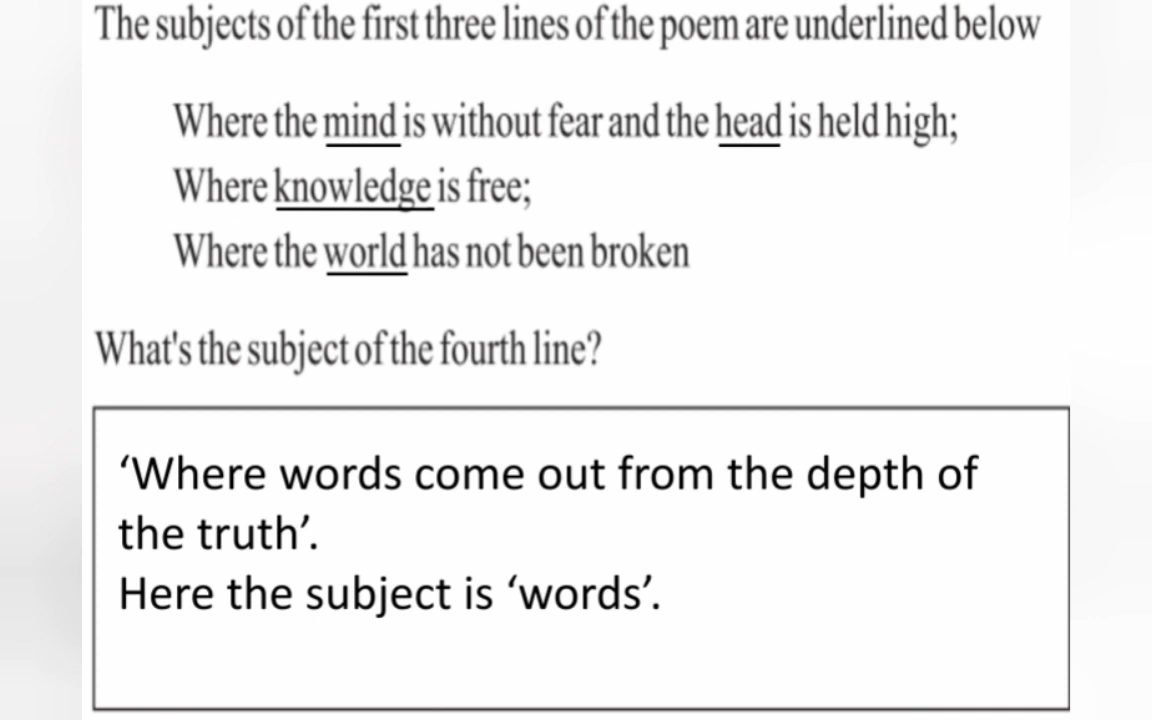 The subjects of the first three lines of the poem are underlined below
Where the mind is without fear and the head is held high;
Where knowledge is free;
Where the world has not been broken
What's the subject of the fourth line?
‘Where words come out from the depth of
the truth’.
Here the subject is ‘words’.